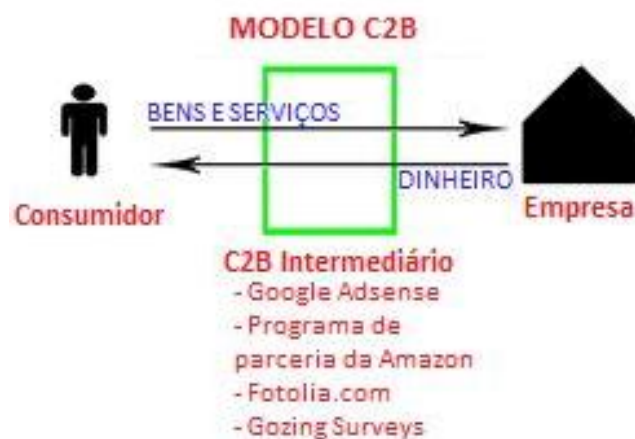 MODELO C2B
BENS E SERVIÇOS
DINHEIRO
Consumidor
Empresa
C2B Intermediário
- Google Adsense
- Programa de
parceria da Amazon
- Fotolia.com
- Gozing Surveys